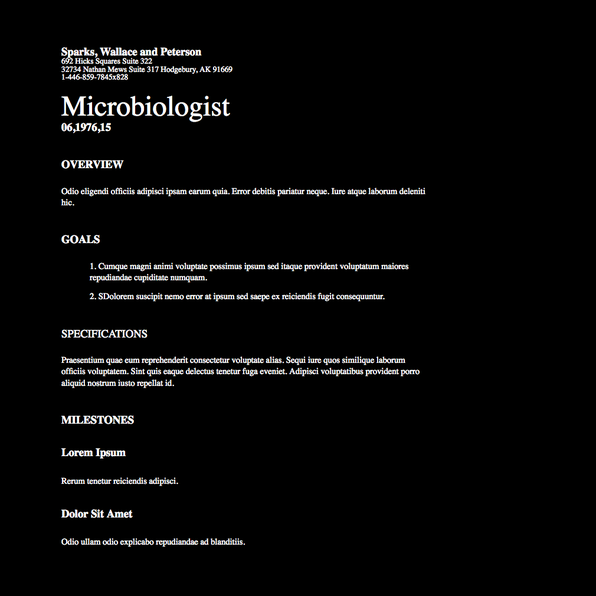 Sparks, Wallace and Peterson
692 Hicks Squares Suite 322
32734 Nathan Mews Suite 317 Hodgebury, AK 91669
1-446-859-7845x828
Microbiologist
06,1976,15
OVERVIEW
Odio eligendi officiis adipisci ipsam earum quia. Error debitis pariatur neque. Iure atque laborum deleniti
hic.
GOALS
1. Cumque magni animi voluptate possimus ipsum sed itaque provident voluptatum maiores
repudiandae cupiditate numquam.
2. SDolorem suscipit nemo error at ipsum sed saepe ex reiciendis fugit consequuntur.
SPECIFICATIONS
Praesentium quae eum reprehenderit consectetur voluptate alias. Sequi iure quos similique laborum
officiis voluptatem. Sint quis eaque delectus tenetur fuga eveniet. Adipisci voluptatibus provident porro
aliquid nostrum iusto repellat id.
MILESTONES
Lorem Ipsum
Rerum tenetur reiciendis adipisci.
Dolor Sit Amet
Odio ullam odio explicabo repudiandae ad blanditiis.